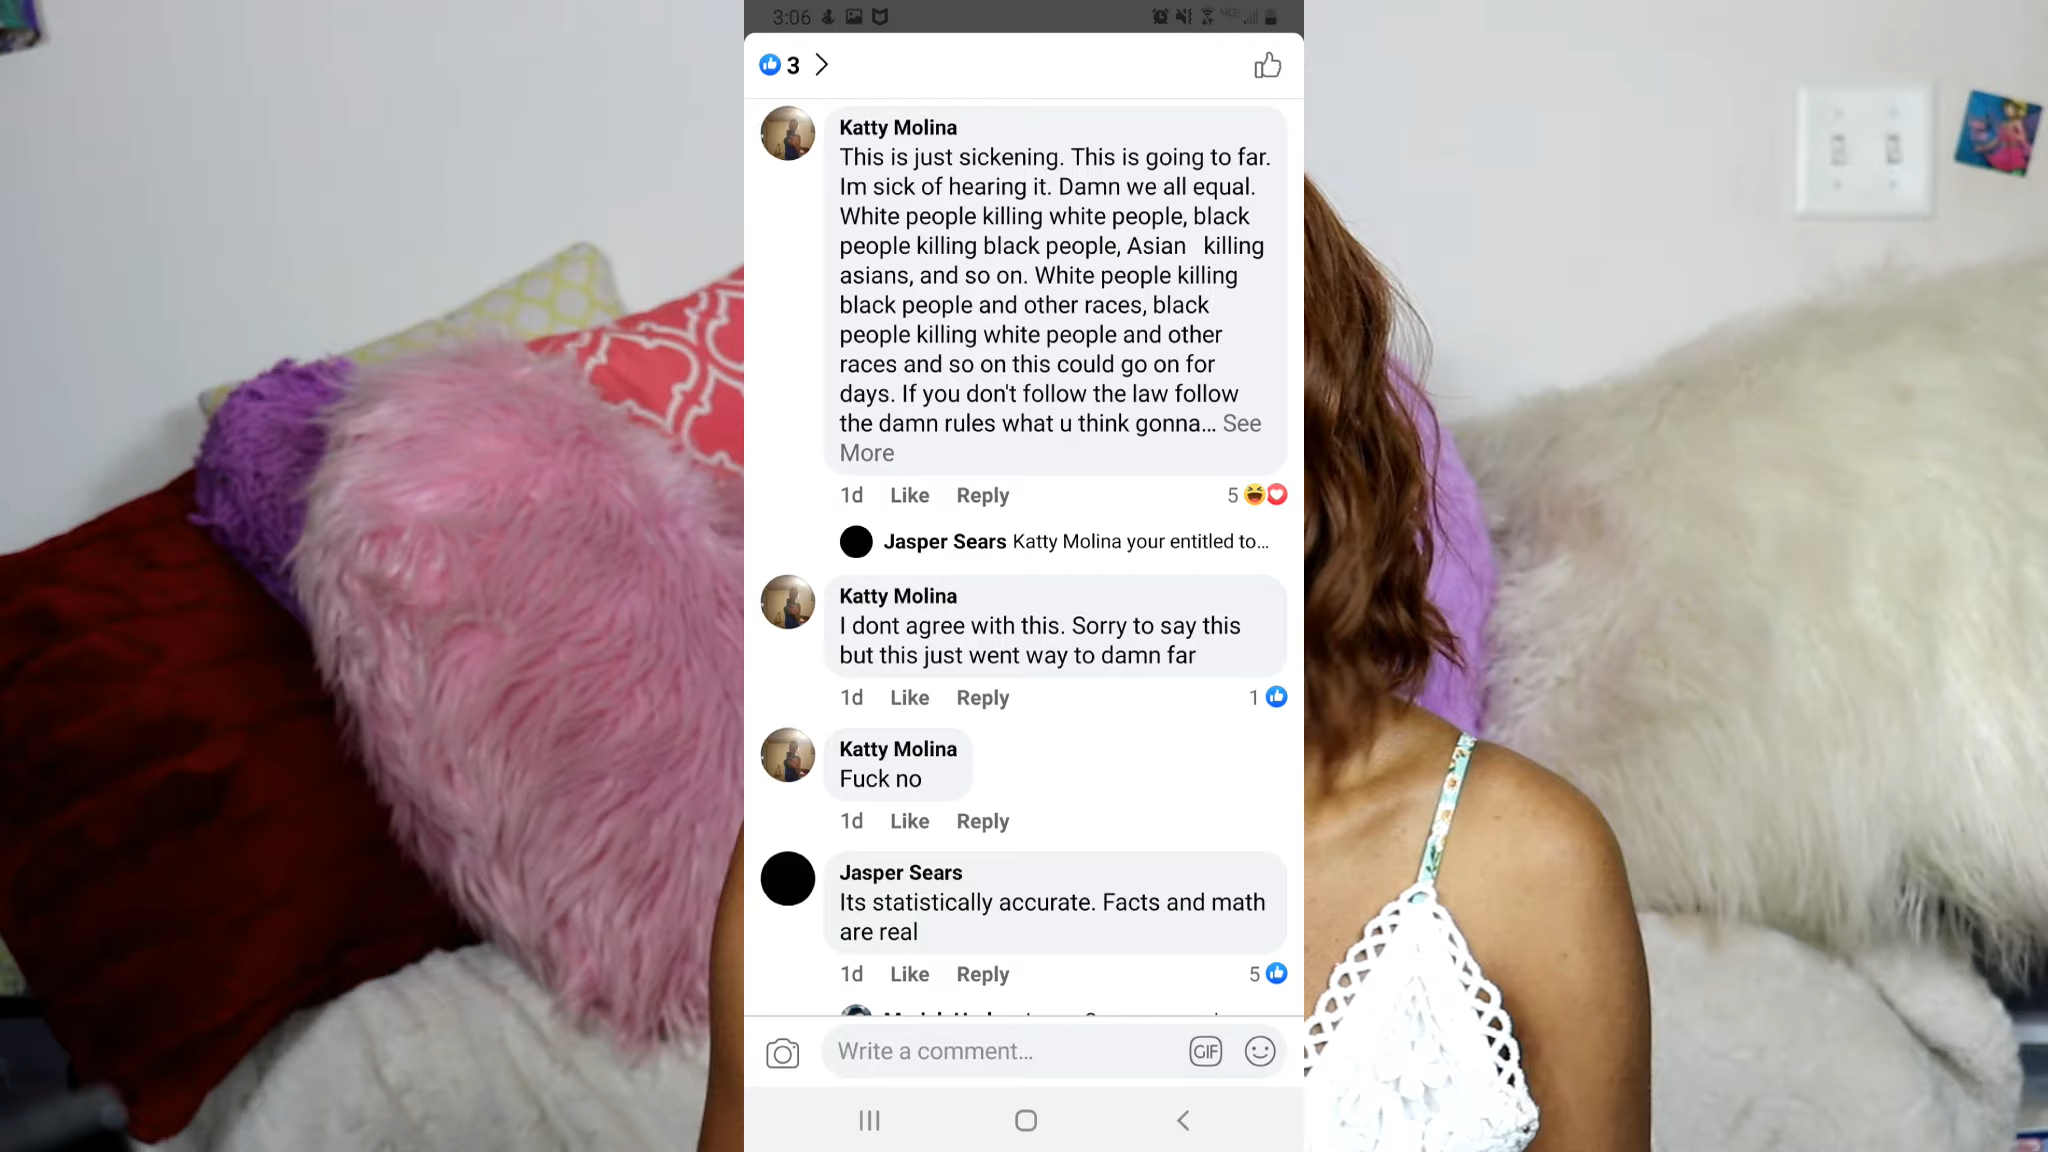 3:06
3
Katty Molina
This is just sickening. This is going to far.
Im sick of hearing it. Damn we all equal.
White people killing white people, black
people killing black people, Asian killing
asians, and so on. White people killing
black people and other races, black
people killing white people and other
races and so on this could go on for
days. If you don't follow the law follow
the damn rules what u think gonna... See
More
1d Like Reply 5
Jasper Sears Katty Molina your entitled to...
Katty Molina
I dont agree with this. Sorry to say this
but this just went way to damn far
1d Like Reply 1
Katty Molina
Fuck no
1d Like Reply
Jasper Sears
Its statistically accurate. Facts and math
are real
1d Like Reply 5
Write a comment...
GIF